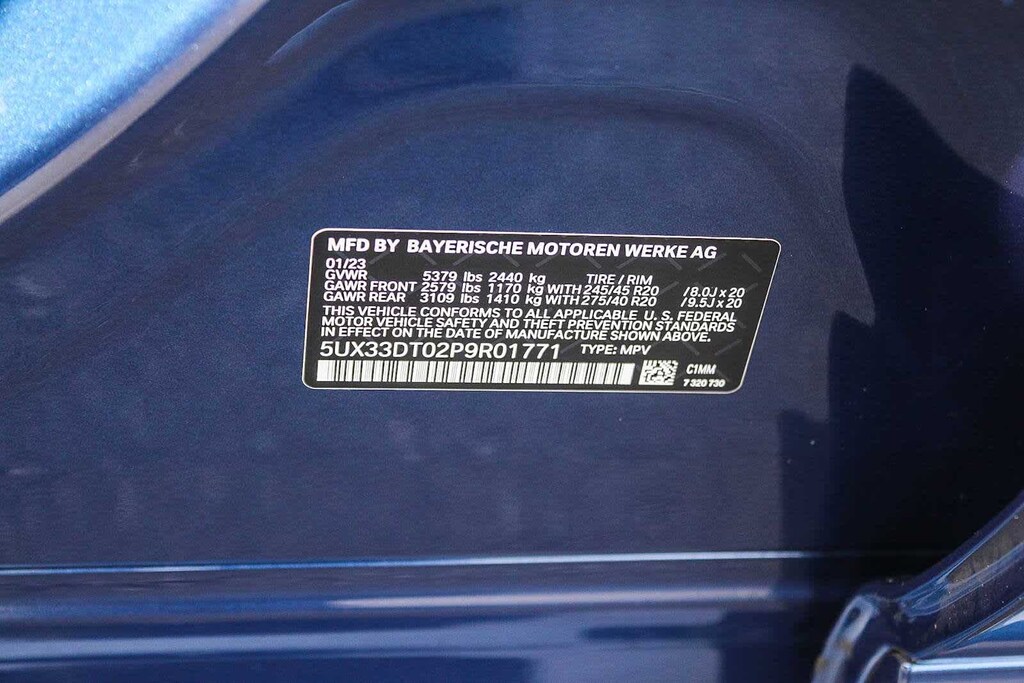 MFD BY BAYERISCHE MOTOREN WERKE AG
01/23
GVWR 5379 lbs 2440 kg TIRE / RIM
GAWR FRONT 2579 lbs 1170 kg WITH 245/45 R20 /8.0J x 20
GAWR REAR 3109 lbs 1410 kg WITH 275/40 R20 /9.5J x 20
THIS VEHICLE CONFORMS TO ALL APPLICABLE U. S. FEDERAL
MOTOR VEHICLE SAFETY AND THEFT PREVENTION STANDARDS
IN EFFECT ON THE DATE OF MANUFACTURE SHOWN ABOVE.
5UX33DT02P9R01771 TYPE: MPV
C1MM
7 320 730